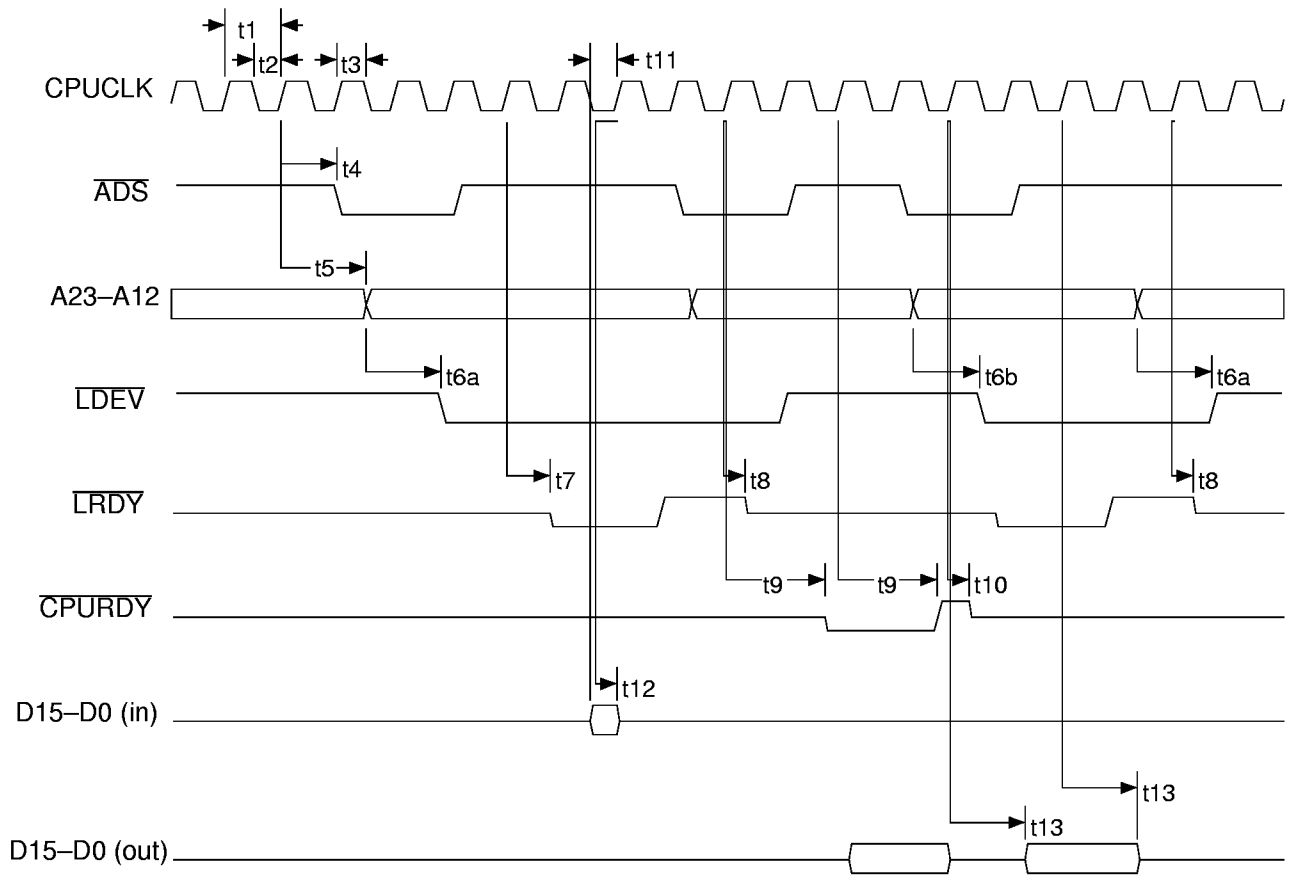 t1
t2
t3
t11
CPUCLK
t4
ADS
t5
A23–A12
t6a
t6b
t6a
LDEV
t7
t8
t8
LRDY
t9
t9
t10
CPURDY
t12
D15–D0 (in)
t13
t13
D15–D0 (out)